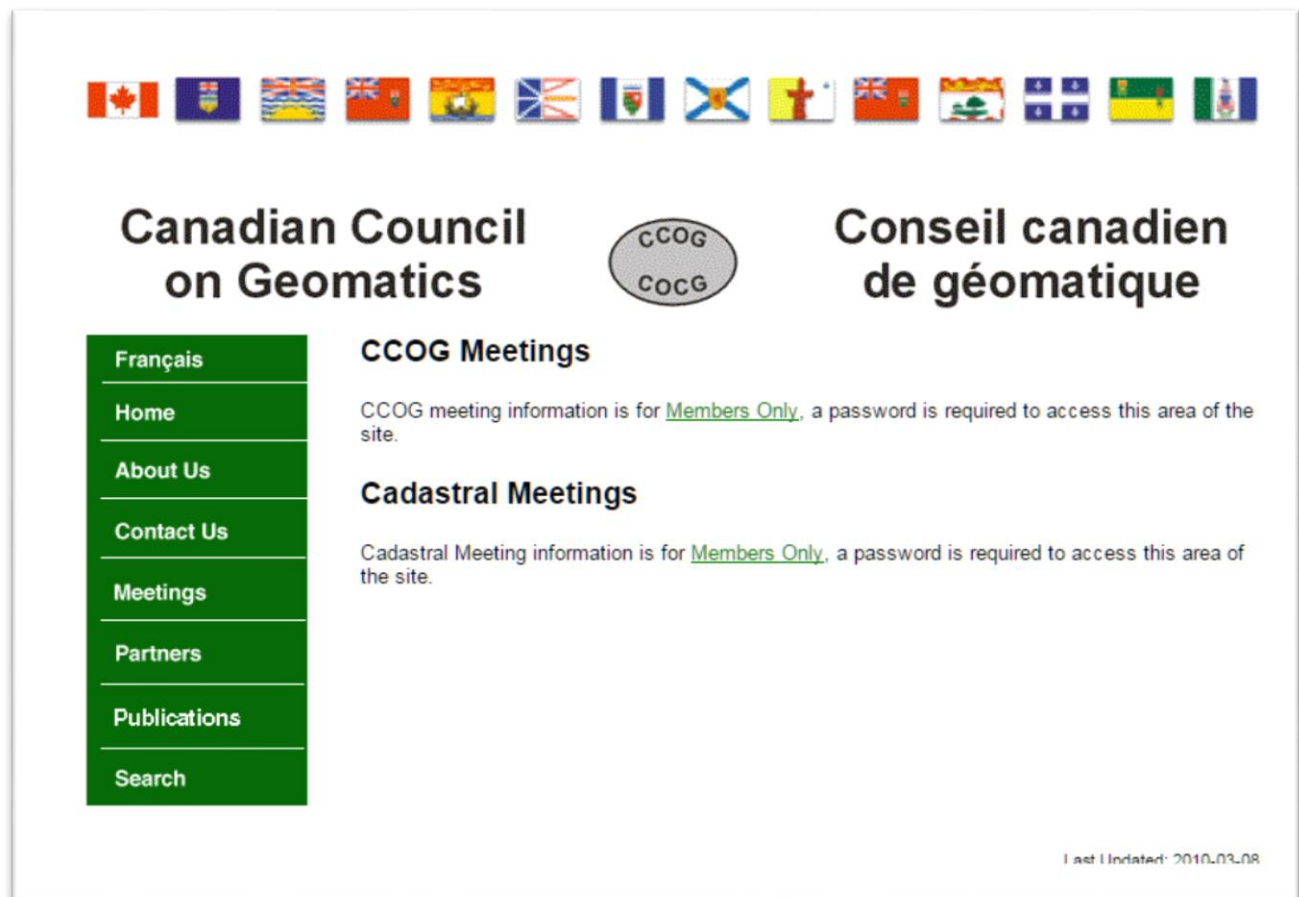 Canadian Council
on Geomatics
CCOG
COCG
Conseil canadien
de géomatique
Français
Home
About Us
Contact Us
Meetings
Partners
Publications
Search
CCOG Meetings
CCOG meeting information is for Members Only, a password is required to access this area of the
site.
Cadastral Meetings
Cadastral Meeting information is for Members Only, a password is required to access this area of
the site.
Last Updated: 2010-03-08